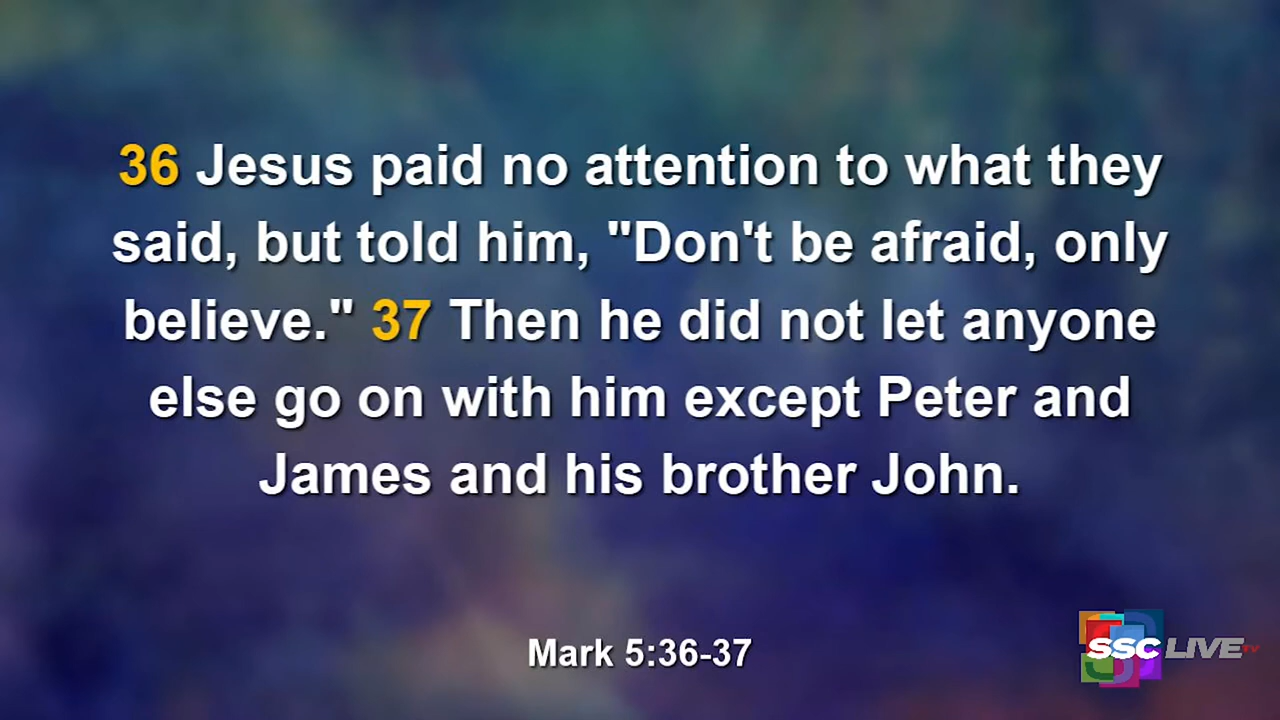 36 Jesus paid no attention to what they
said, but told him, "Don't be afraid, only
believe." 37 Then he did not let anyone
else go on with him except Peter and
James and his brother John.
Mark 5:36-37
SSC LIVE TV